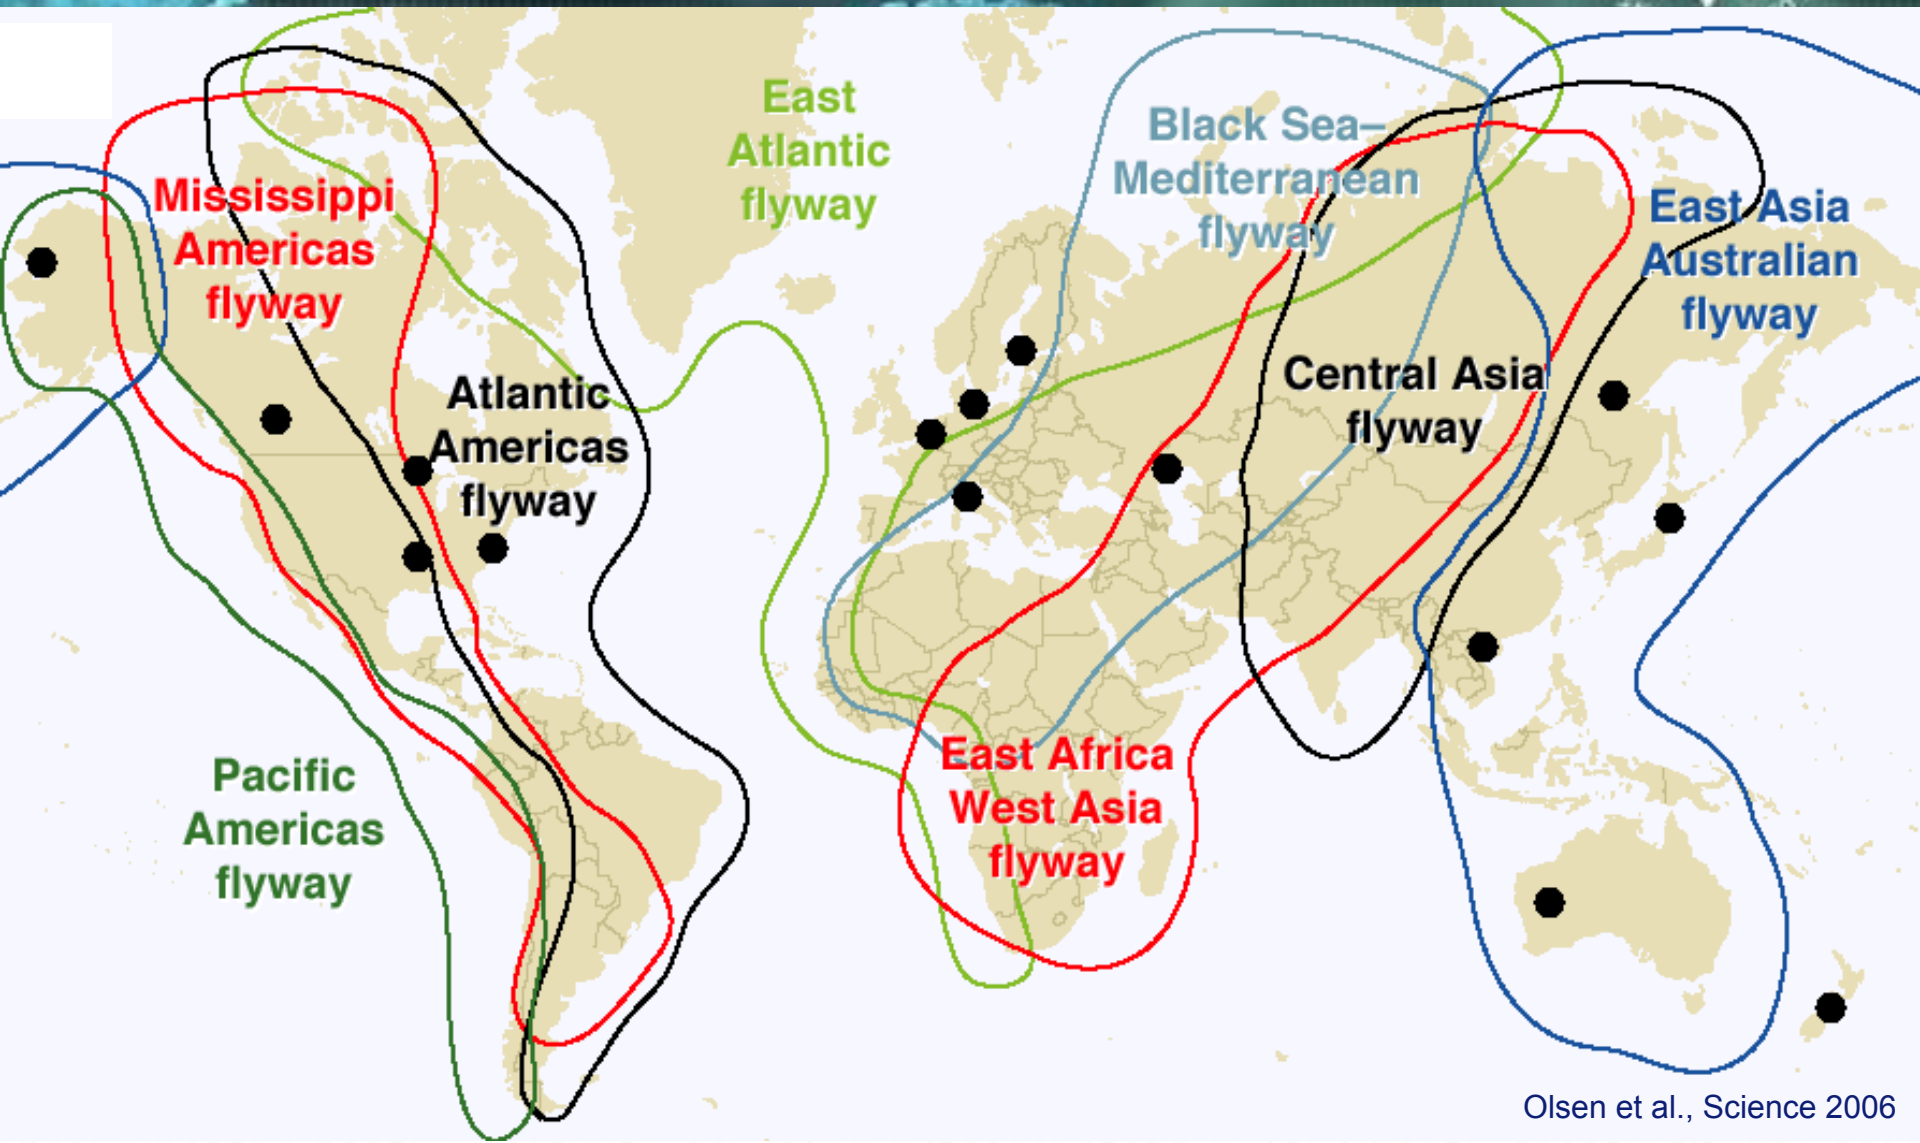 East
Atlantic
flyway
Black Sea–
Mediterranean
flyway
Mississippi
Americas
flyway
East Asia
Australian
flyway
Central Asia
flyway
Atlantic
Americas
flyway
East Africa
West Asia
flyway
Pacific
Americas
flyway
Olsen et al., Science 2006